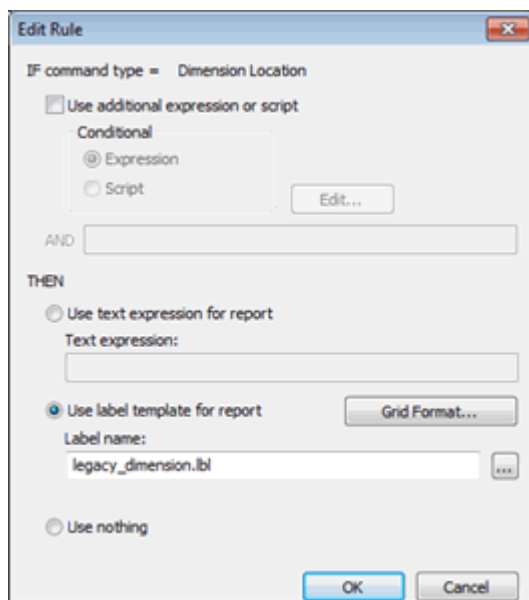 Edit Rule
IF command type = Dimension Location
Use additional expression or script
Conditional
Expression
Script
Edit...
AND
THEN
Use text expression for report
Text expression:
Use label template for report
Grid Format...
Label name:
legacy_dimension.lbl
...
Use nothing
OK
Cancel